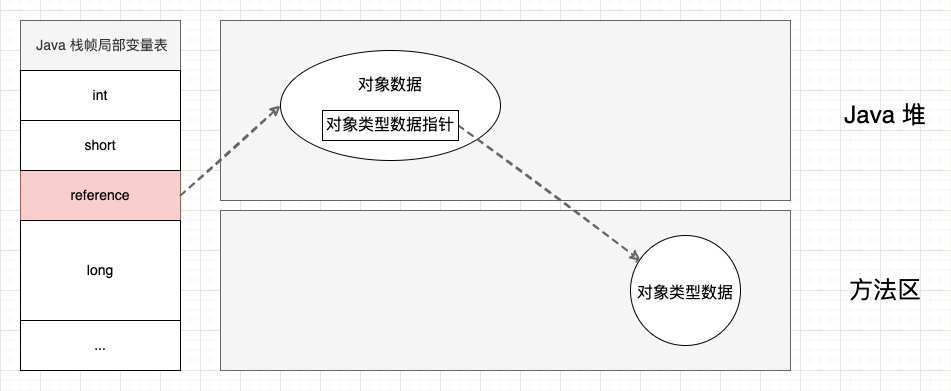 Java 栈帧局部变量表
int
short
reference
long
...
对象数据
对象类型数据指针
Java 堆
对象类型数据
方法区